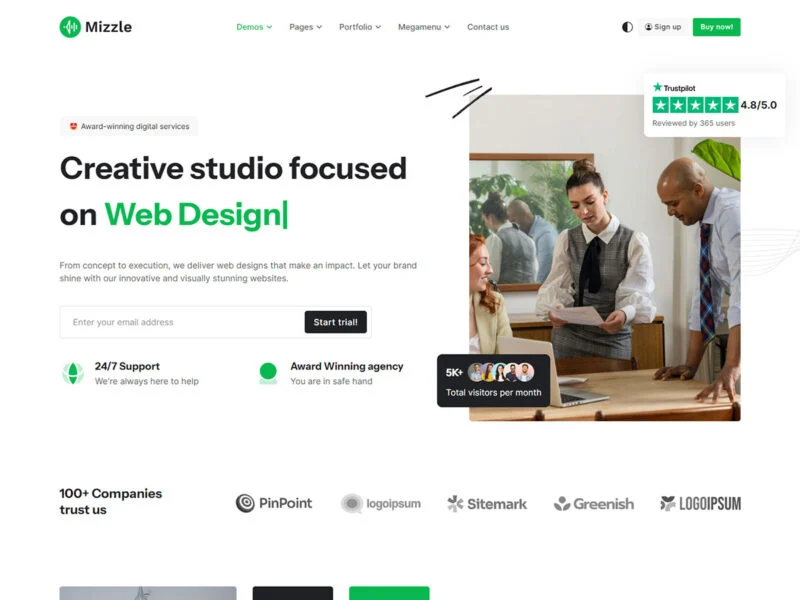 Mizzle
Demos Pages Portfolio Megamenu Contact us
Sign up Buy now!
Award-winning digital services
Creative studio focused
on Web Design
From concept to execution, we deliver web designs that make an impact. Let your brand
shine with our innovative and visually stunning websites.
Enter your email address
Start trial!
24/7 Support
We're always here to help
Award Winning agency
You are in safe hand
Trustpilot
4.8/5.0
Reviewed by 365 users
5K+
Total visitors per month
100+ Companies
trust us
PinPoint
logoipsum
Sitemark
Greenish
LOGOIPSUM